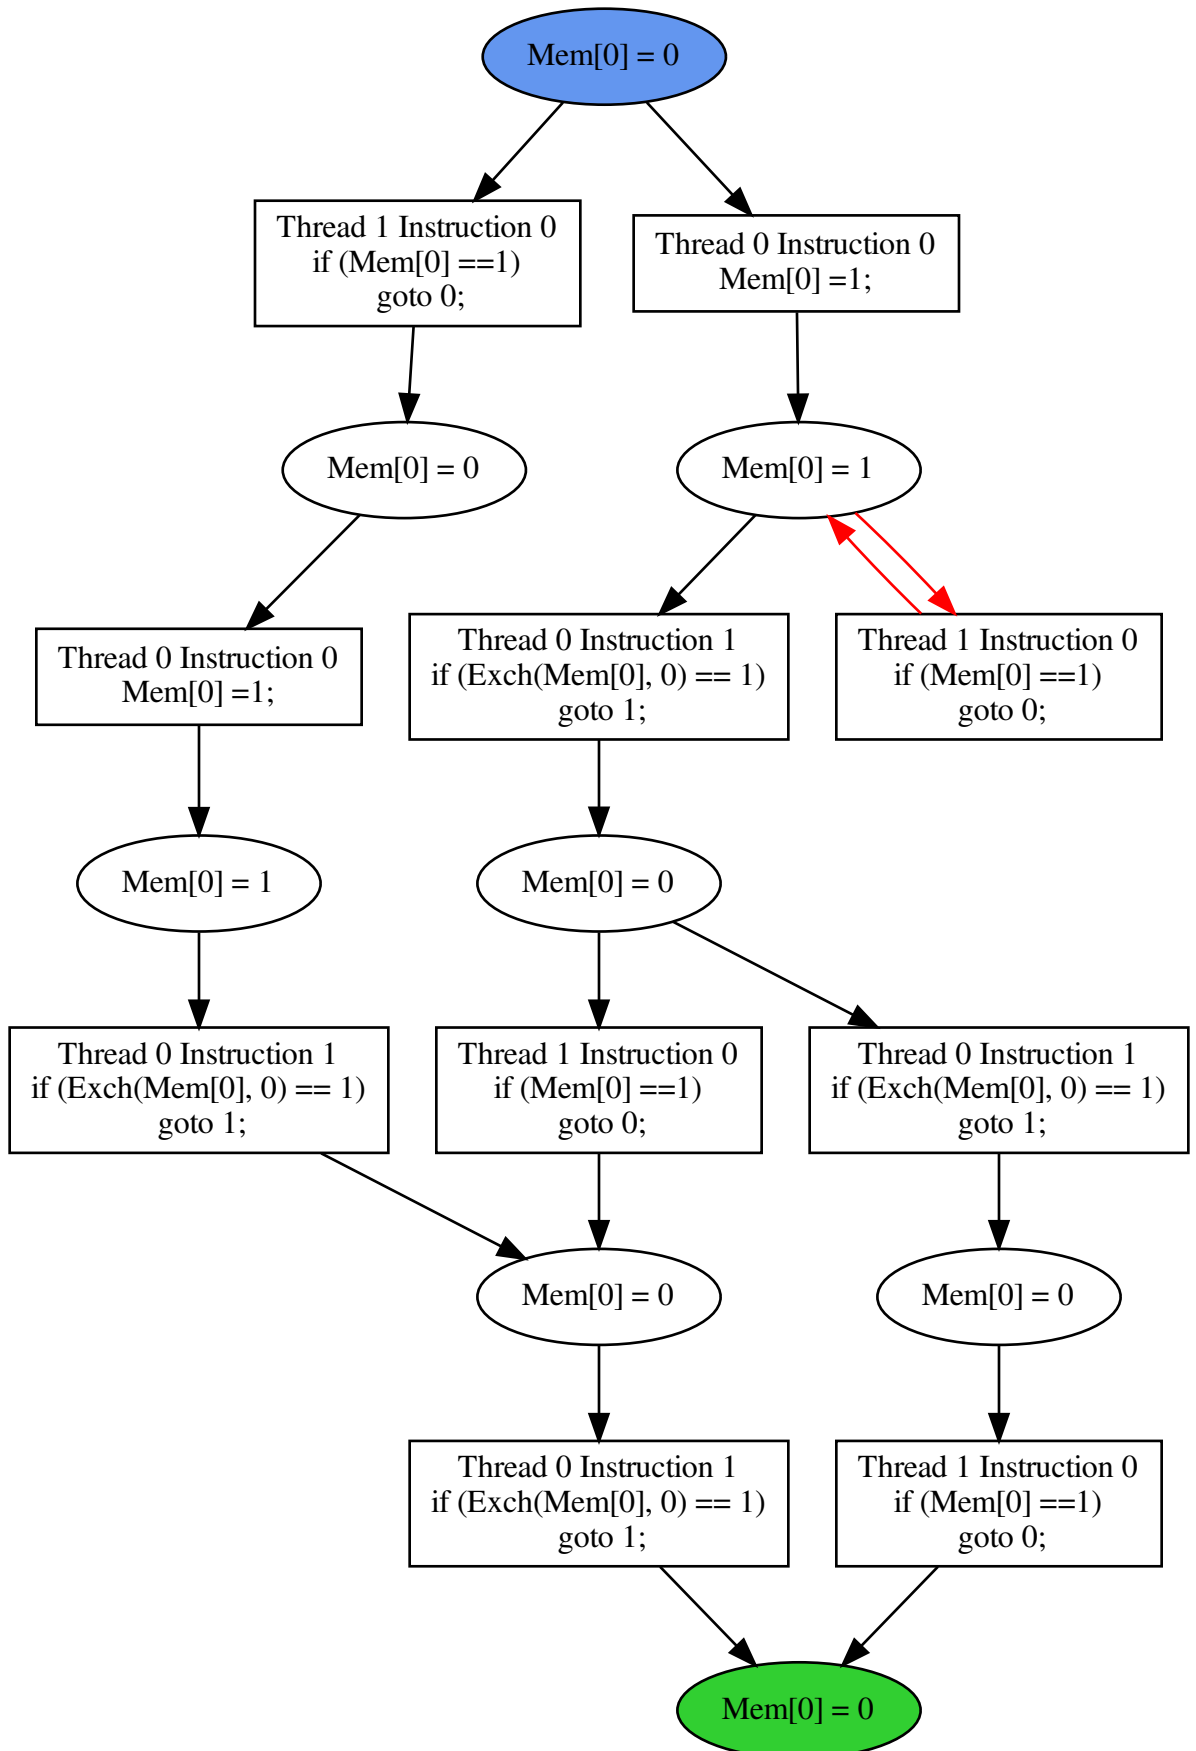 Mem[0] = 0
Thread 1 Instruction 0
if (Mem[0] ==1)
goto 0;
Thread 0 Instruction 0
Mem[0] =1;
Mem[0] = 0
Mem[0] = 1
Thread 0 Instruction 0
Mem[0] =1;
Thread 0 Instruction 1
if (Exch(Mem[0], 0) == 1)
goto 1;
Thread 1 Instruction 0
if (Mem[0] ==1)
goto 0;
Mem[0] = 1
Mem[0] = 0
Thread 0 Instruction 1
if (Exch(Mem[0], 0) == 1)
goto 1;
Thread 1 Instruction 0
if (Mem[0] ==1)
goto 0;
Thread 0 Instruction 1
if (Exch(Mem[0], 0) == 1)
goto 1;
Mem[0] = 0
Mem[0] = 0
Thread 0 Instruction 1
if (Exch(Mem[0], 0) == 1)
goto 1;
Thread 1 Instruction 0
if (Mem[0] ==1)
goto 0;
Mem[0] = 0